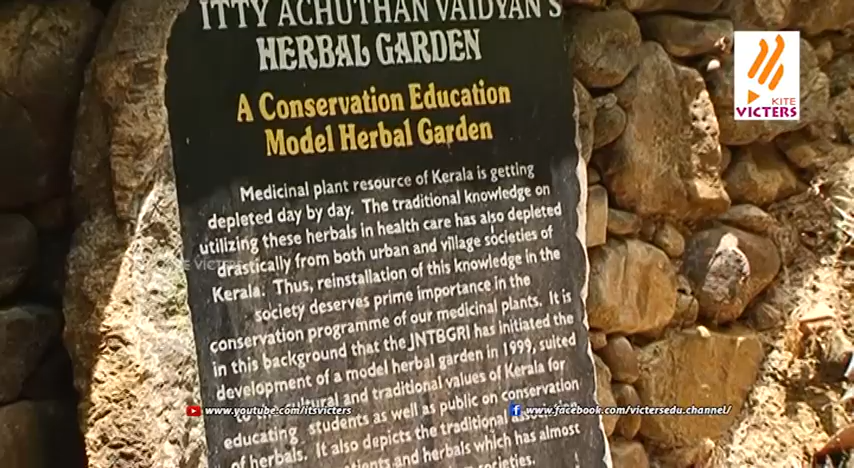 ITTY ACHUTHAN VAIDYAN'S
HERBAL GARDEN
A Conservation Education
Model Herbal Garden
Medicinal plant resource of Kerala is getting
depleted day by day. The traditional knowledge on
utilizing these herbals in health care has also depleted
drastically from both urban and village societies of
Kerala. Thus, reinstallation of this knowledge in the
society deserves prime importance in the
conservation programme of our medicinal plants. It is
in this background that the JNTBGRI has initiated the
development of a model herbal garden in 1999, suited
to the cultural and traditional values of Kerala for
educating students as well as public on conservation
of herbals. It also depicts the traditional association
and herbals which has almost
societies.
KITE
VICTERS
KITE VICTERS
www.youtube.com/itsvicters
www.facebook.com/victersedu.channel/